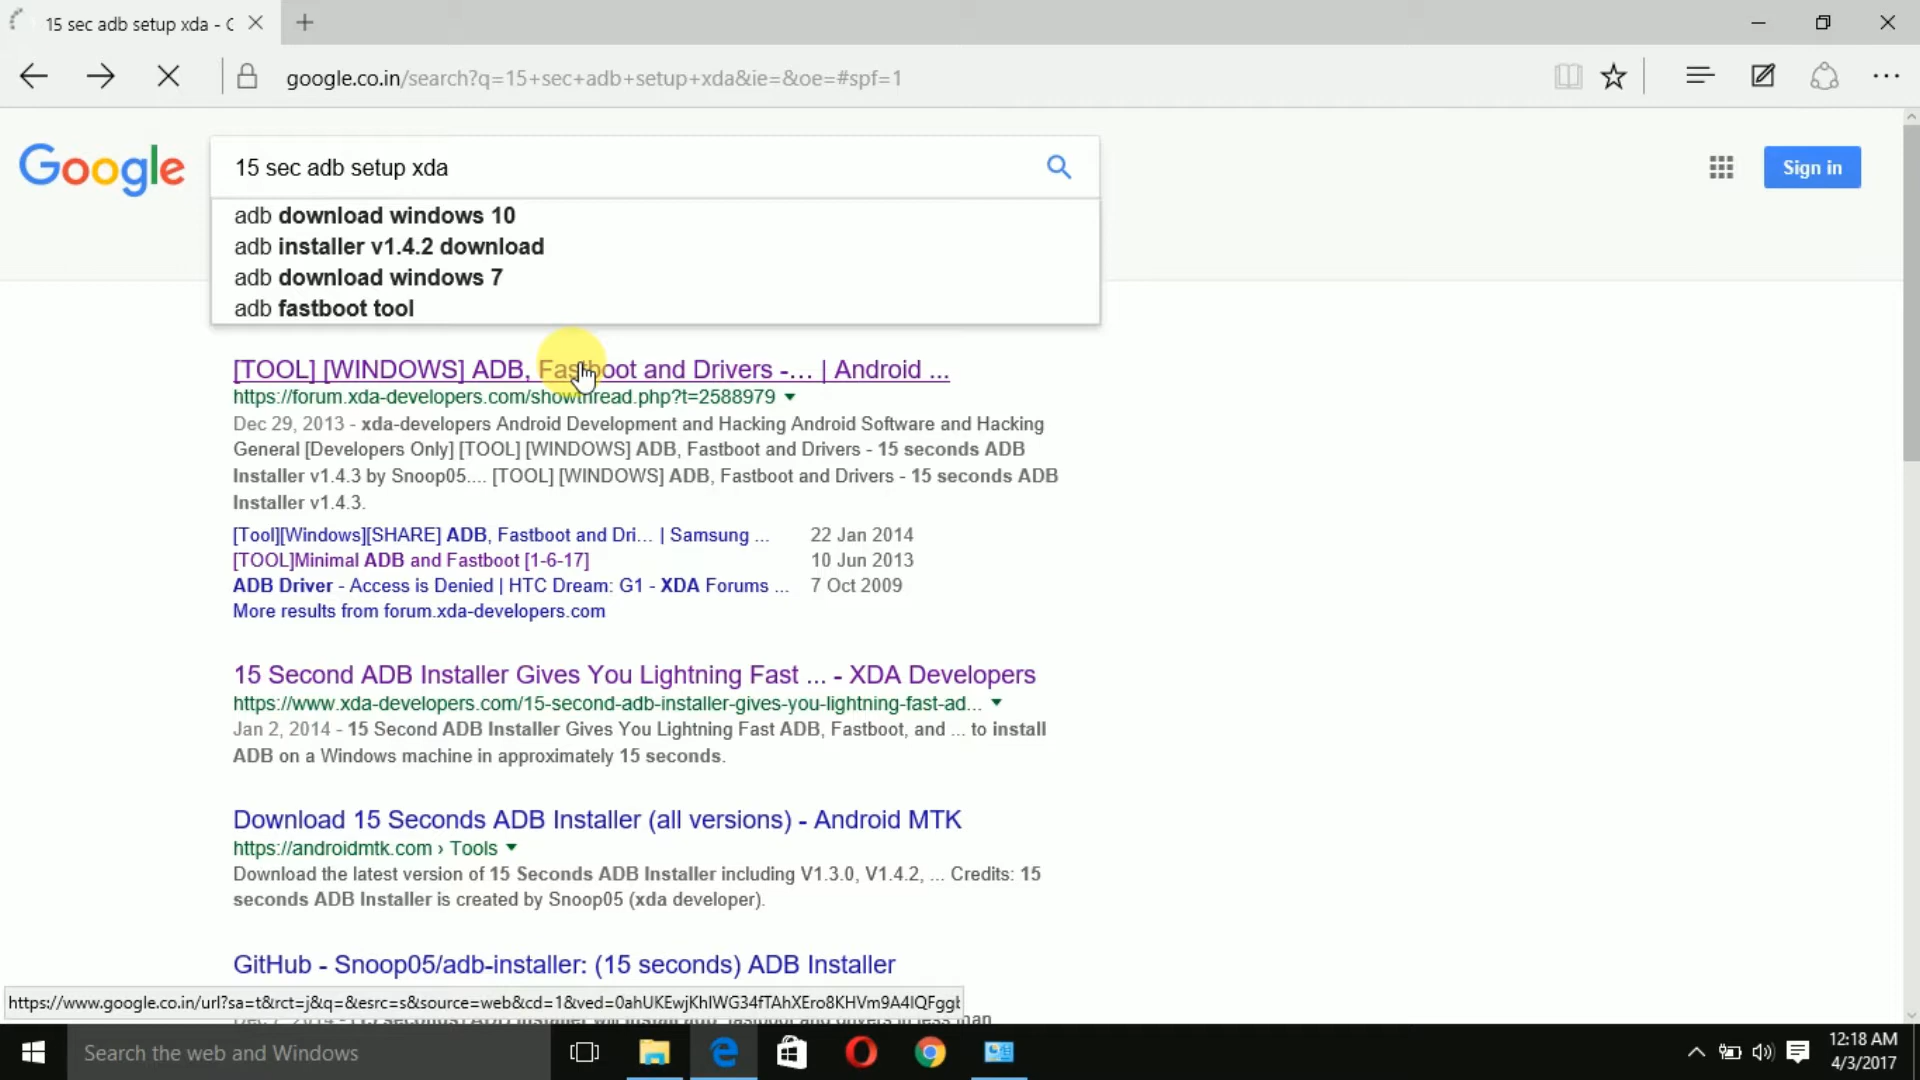 15 sec adb setup xda - C
google.co.in/search?q=15+sec+adb+setup+xda&ie=&oe=#spf=1
Google
15 sec adb setup xda
Sign in
adb download windows 10
adb installer v1.4.2 download
adb download windows 7
adb fastboot tool
[TOOL] [WINDOWS] ADB, Fastboot and Drivers -... | Android ...
https://forum.xda-developers.com/showthread.php?t=2588979
Dec 29, 2013 - xda-developers Android Development and Hacking Android Software and Hacking
General [Developers Only] [TOOL] [WINDOWS] ADB, Fastboot and Drivers - 15 seconds ADB
Installer v1.4.3 by Snoop05.... [TOOL] [WINDOWS] ADB, Fastboot and Drivers - 15 seconds ADB
Installer v1.4.3.
[Tool][Windows][SHARE] ADB, Fastboot and Dri... | Samsung ... 22 Jan 2014
[TOOL]Minimal ADB and Fastboot [1-6-17] 10 Jun 2013
ADB Driver - Access is Denied | HTC Dream: G1 - XDA Forums ... 7 Oct 2009
More results from forum.xda-developers.com
15 Second ADB Installer Gives You Lightning Fast ... - XDA Developers
https://www.xda-developers.com/15-second-adb-installer-gives-you-lightning-fast-ad...
Jan 2, 2014 - 15 Second ADB Installer Gives You Lightning Fast ADB, Fastboot, and ... to install
ADB on a Windows machine in approximately 15 seconds.
Download 15 Seconds ADB Installer (all versions) - Android MTK
https://androidmtk.com › Tools
Download the latest version of 15 Seconds ADB Installer including V1.3.0, V1.4.2, ... Credits: 15
seconds ADB Installer is created by Snoop05 (xda developer).
GitHub - Snoop05/adb-installer: (15 seconds) ADB Installer
https://www.google.co.in/url?sa=t&rct=j&q=&esrc=s&source=web&cd=1&ved=0ahUKEwjKhIWG34fTAhXEro8KHVm9A4IQFggt
Search the web and Windows
12:18 AM
4/3/2017